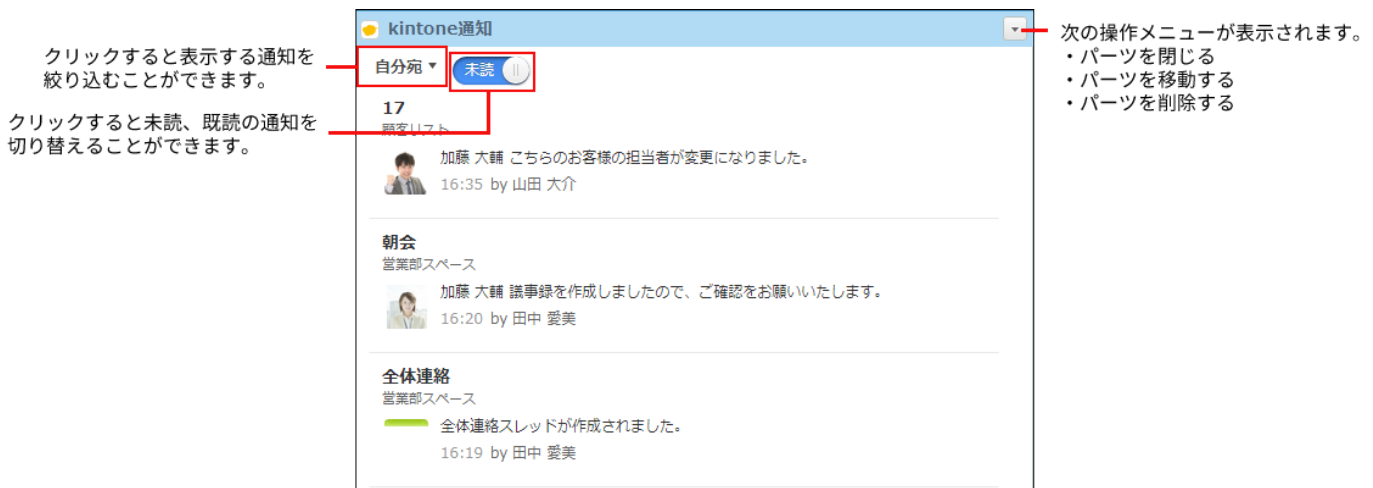 kintone通知
クリックすると表示する通知を
絞り込むことができます。
自分宛
未読
クリックすると未読、既読の通知を
切り替えることができます。
次の操作メニューが表示されます。
・パーツを閉じる
・パーツを移動する
・パーツを削除する
17
顧客リスト
加藤 大輔 こちらのお客様の担当者が変更になりました。
16:35 by 山田 大介
朝会
営業部スペース
加藤 大輔 議事録を作成しましたので、ご確認をお願いいたします。
16:20 by 田中 愛美
全体連絡
営業部スペース
全体連絡スレッドが作成されました。
16:19 by 田中 愛美